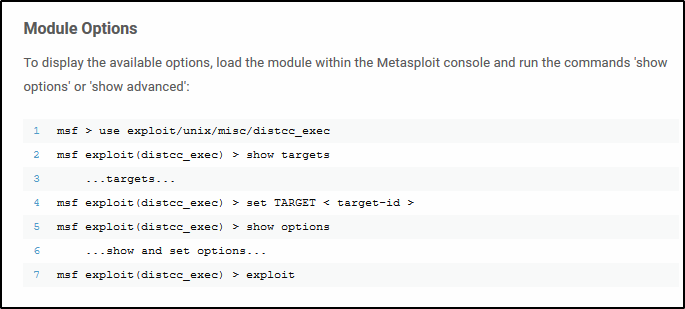 Module Options
To display the available options, load the module within the Metasploit console and run the commands 'show
options' or 'show advanced':
1 msf > use exploit/unix/misc/distcc_exec
2 msf exploit(distcc_exec) > show targets
3 ...targets...
4 msf exploit(distcc_exec) > set TARGET < target-id >
5 msf exploit(distcc_exec) > show options
6 ...show and set options...
7 msf exploit(distcc_exec) > exploit